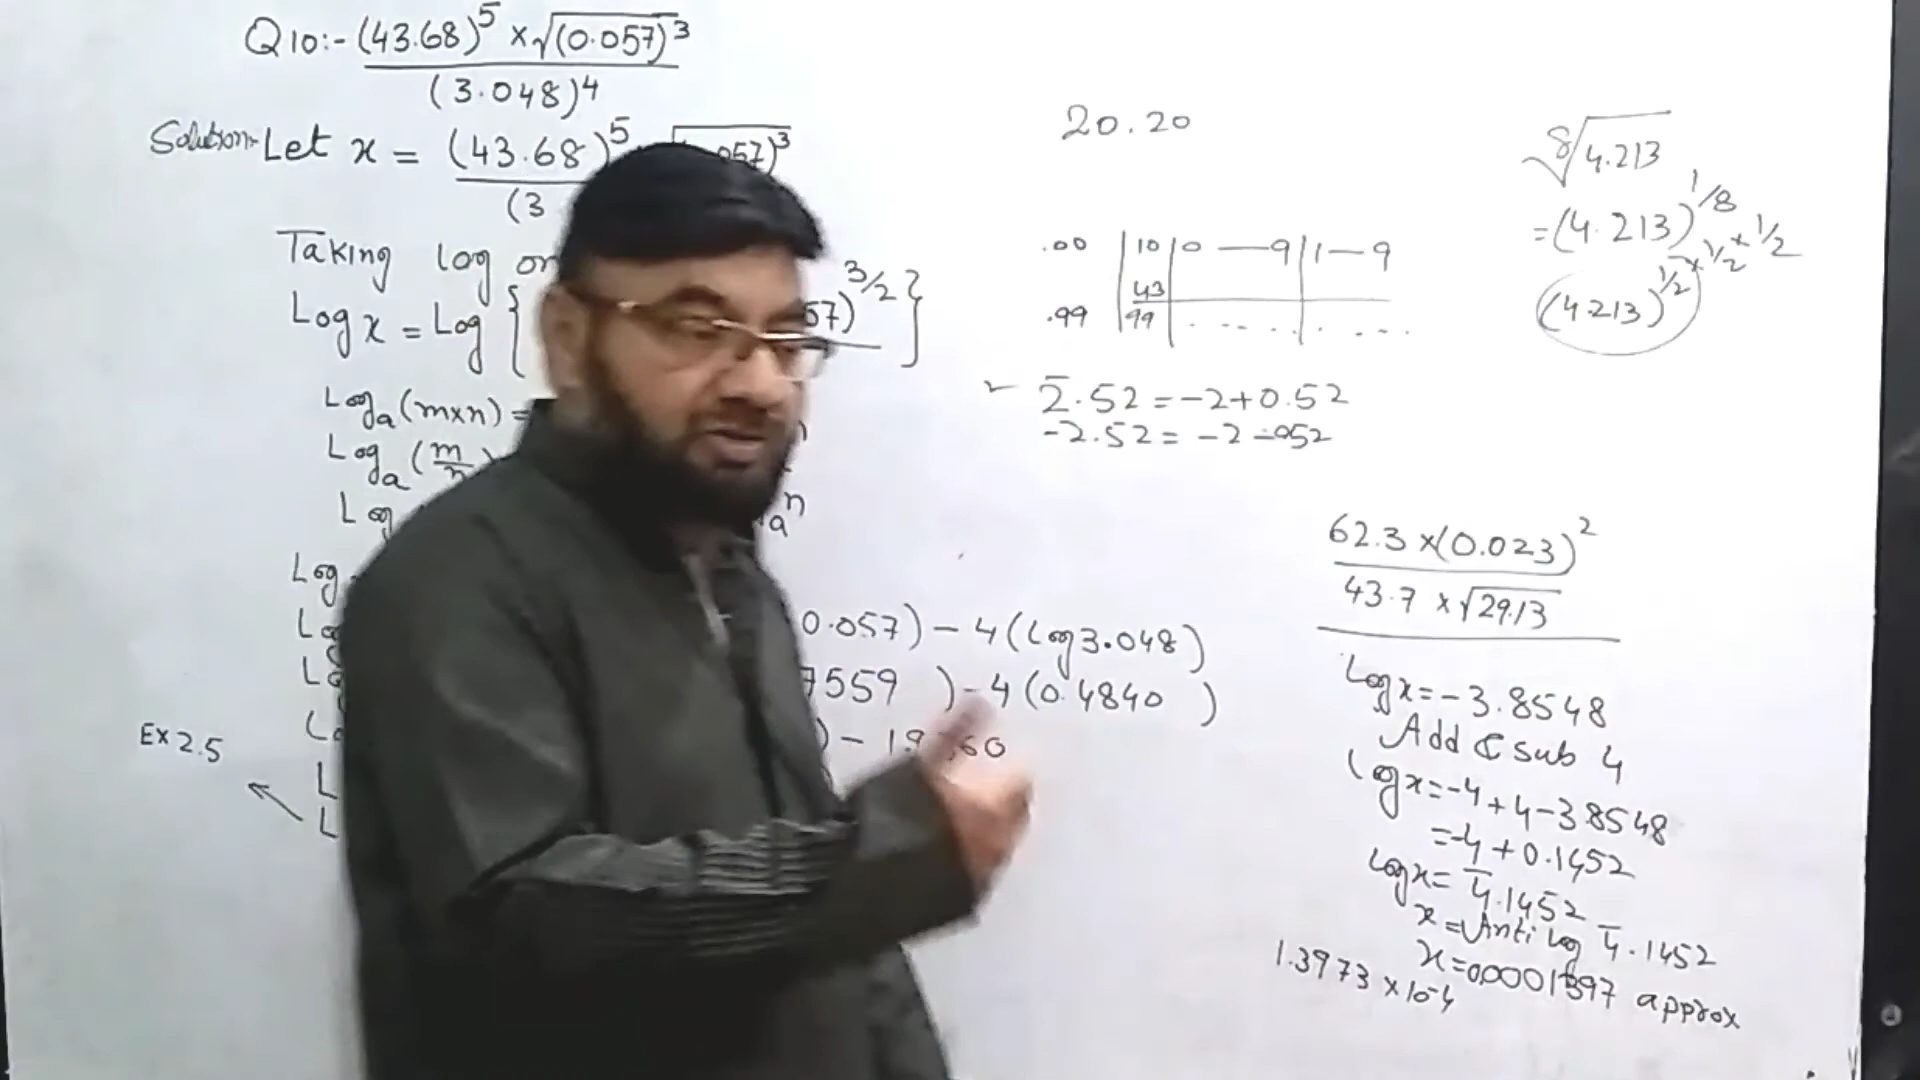 Q10:- (43.68)^5 × √(0.057)^3
(3.048)^4
Solution:- Let x = (43.68)^5 √ 057)^3
(3
Taking log on
Log x = Log { 57)^3/2 }
Log_a (m×n) =
Log_a (m/n)
Log a^n
Log
Log 0.057) - 4 (log 3.048)
7559 ) - 4 (0.4840 )
) - 1.9 60
Ex 2.5
L
L
20.20
.00 | 10 | 0 — 9 | 1 — 9
43
.99 | 99 | ..... . ...
2̅.52 = -2+0.52
-2.52 = -2 -052
⁸√4.213
= (4.213)^1/8
(4.213)^1/2 × 1/2 × 1/2
62.3 × (0.023)^2
43.7 × √29.13
Log x = -3.8548
Add & sub 4
Log x = -4 + 4 - 3.8548
= -4 + 0.1452
Log x = 4̅.1452
x = Anti log 4̅.1452
x = 0.0001397 approx
1.3973 × 10^-4